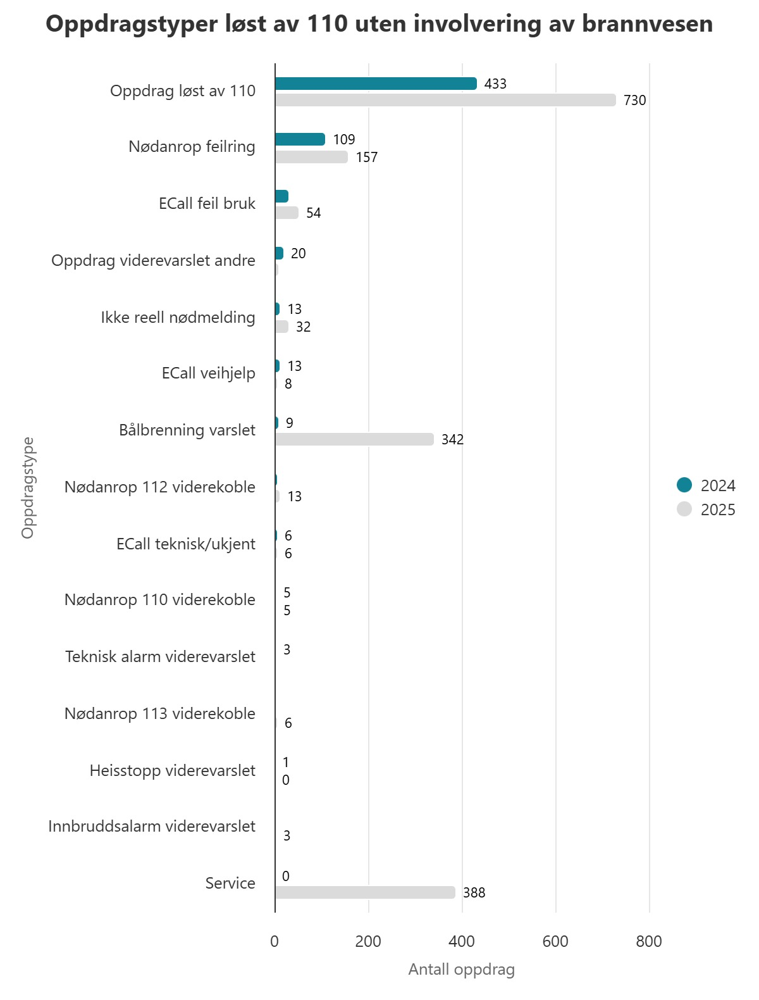 Oppdragstyper løst av 110 uten involvering av brannvesen
Oppdrag løst av 110
433
730
Nødanrop feilring
109
157
ECall feil bruk
54
Oppdrag viderevarslet andre
20
Ikke reell nødmelding
13
32
ECall veihjelp
13
8
Bålbrenning varslet
9
342
Nødanrop 112 viderekoble
13
ECall teknisk/ukjent
6
6
Nødanrop 110 viderekoble
5
5
Teknisk alarm viderevarslet
3
Nødanrop 113 viderekoble
6
Heisstopp viderevarslet
1
0
Innbruddsalarm viderevarslet
3
Service
0
388
0 200 400 600 800
Antall oppdrag
Oppdragstype
2024
2025